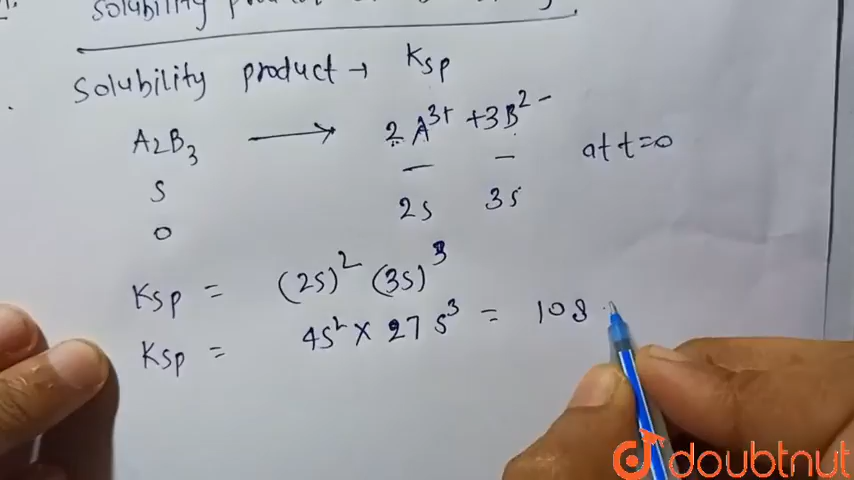 solubility
Solubility product → Ksp
A2B3 → 2A³⁺ + 3B²⁻
S — — at t=0
0 2s 3s
Ksp = (2s)² (3s)³
Ksp = 4s² × 27s³ = 108
doubtnut